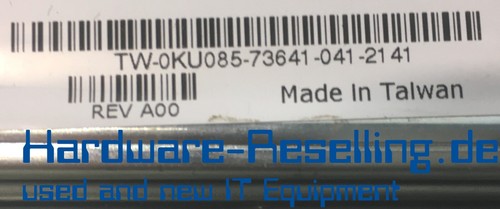 TW-0KU085-73641-041-2141
REV A00
Made In Taiwan
Hardware-Reselling.de
used and new IT Equipment